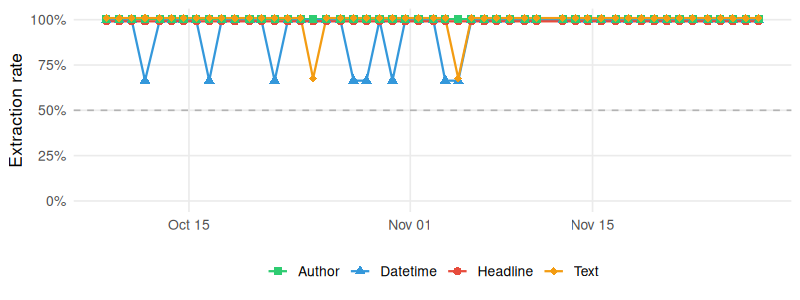 Extraction rate
100%
75%
50%
25%
0%
Oct 15 Nov 01 Nov 15
Author Datetime Headline Text